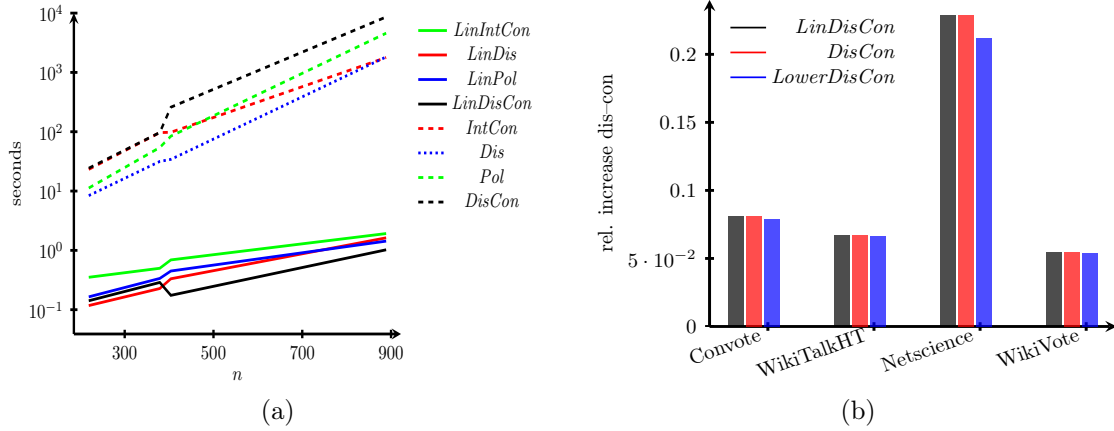 10^4
10^3
10^2
10^1
10^0
10^-1
seconds
300 500 700 900
n
LinIntCon
LinDis
LinPol
LinDisCon
IntCon
Dis
Pol
DisCon
(a)
LinDisCon
DisCon
LowerDisCon
0.2
0.15
0.1
5 · 10^-2
0
rel. increase dis–con
Convote WikiTalkHT Netscience WikiVote
(b)